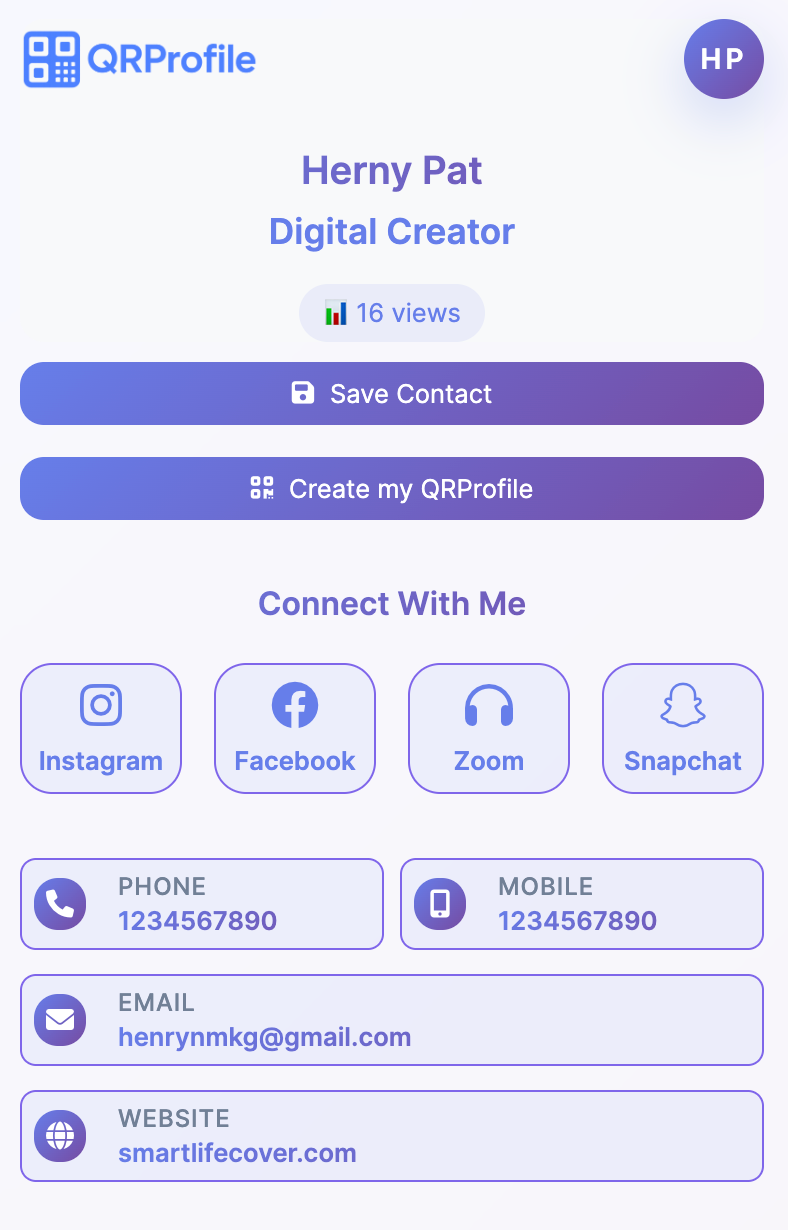 QRProfile
HP
Herny Pat
Digital Creator
16 views
Save Contact
Create my QRProfile
Connect With Me
Instagram
Facebook
Zoom
Snapchat
PHONE
1234567890
MOBILE
1234567890
EMAIL
henrynmkg@gmail.com
WEBSITE
smartlifecover.com